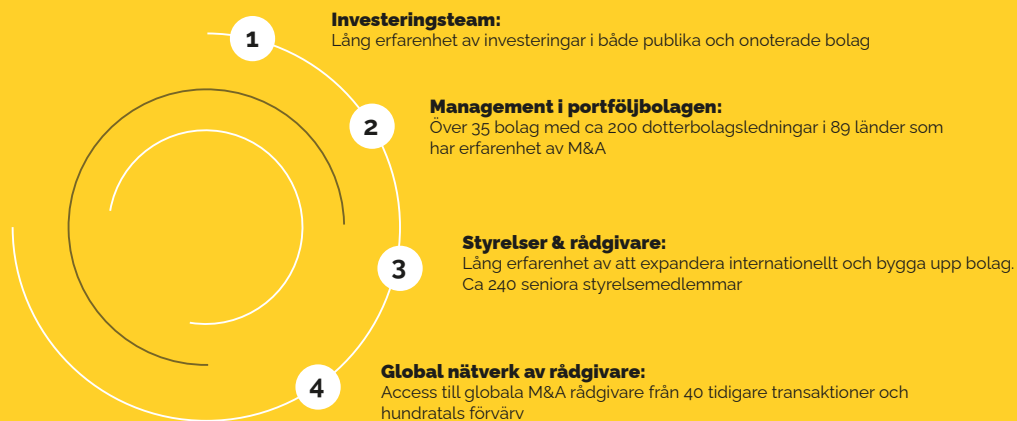 1
Investeringsteam:
Lång erfarenhet av investeringar i både publika och onoterade bolag
2
Management i portföljbolagen:
Över 35 bolag med ca 200 dotterbolagsledningar i 89 länder som
har erfarenhet av M&A
3
Styrelser & rådgivare:
Lång erfarenhet av att expandera internationellt och bygga upp bolag.
Ca 240 seniora styrelsemedlemmar
4
Global nätverk av rådgivare:
Access till globala M&A rådgivare från 40 tidigare transaktioner och
hundratals förvärv